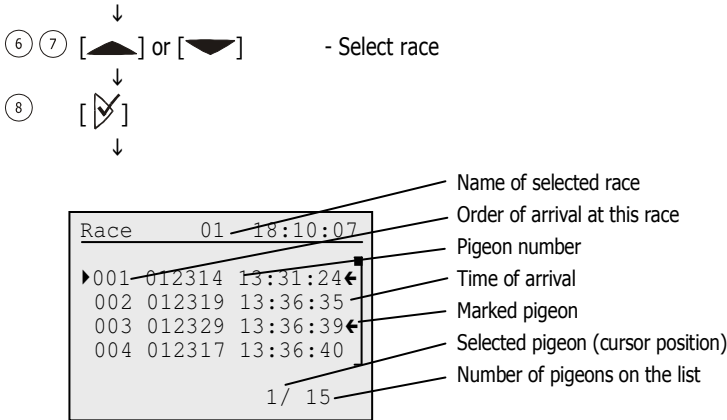 ↓
⑥ ⑦ [▲] or [▼] - Select race
↓
⑧ [✓]
↓
Race 01 18:10:07
001 012314 13:31:24←
002 012319 13:36:35
003 012329 13:36:39←
004 012317 13:36:40
1/ 15
Name of selected race
Order of arrival at this race
Pigeon number
Time of arrival
Marked pigeon
Selected pigeon (cursor position)
Number of pigeons on the list